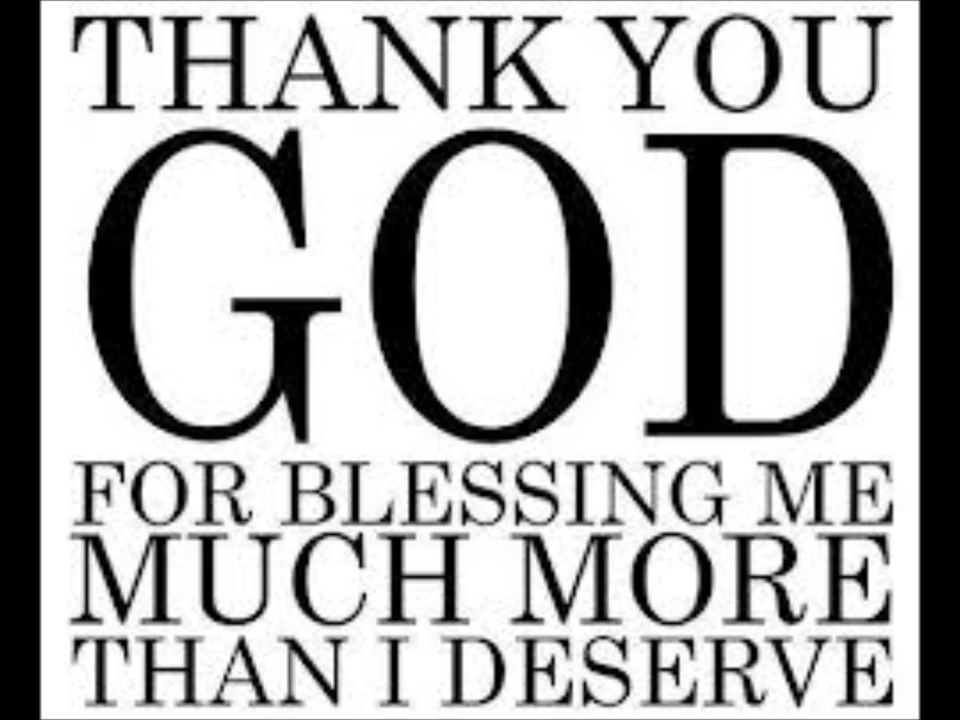 THANK YOU
GOD
FOR BLESSING ME
MUCH MORE
THAN I DESERVE